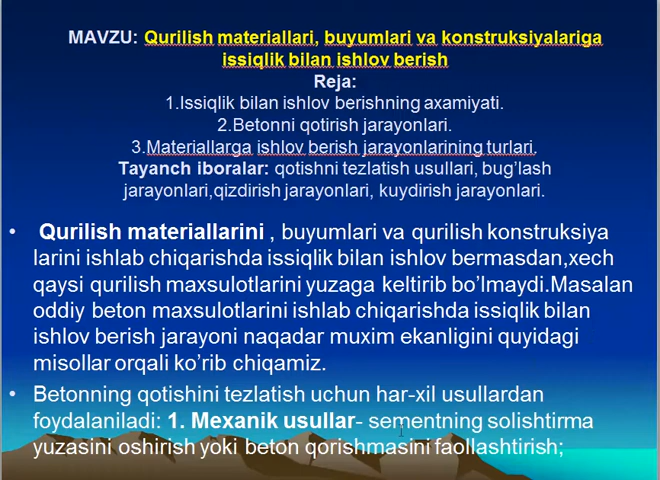 MAVZU: Qurilish materiallari, buyumlari va konstruksiyalariga
issiqlik bilan ishlov berish
Reja:
1.Issiqlik bilan ishlov berishning axamiyati.
2.Betonni qotirish jarayonlari.
3.Materiallarga ishlov berish jarayonlarining turlari.
Tayanch iboralar: qotishni tezlatish usullari, bug’lash
jarayonlari,qizdirish jarayonlari, kuydirish jarayonlari.
• Qurilish materiallarini , buyumlari va qurilish konstruksiya
larini ishlab chiqarishda issiqlik bilan ishlov bermasdan,xech
qaysi qurilish maxsulotlarini yuzaga keltirib bo’lmaydi.Masalan
oddiy beton maxsulotlarini ishlab chiqarishda issiqlik bilan
ishlov berish jarayoni naqadar muxim ekanligini quyidagi
misollar orqali ko’rib chiqamiz.
• Betonning qotishini tezlatish uchun har-xil usullardan
foydalaniladi: 1. Mexanik usullar- sementning solishtirma
yuzasini oshirish yoki beton qorishmasini faollashtirish;